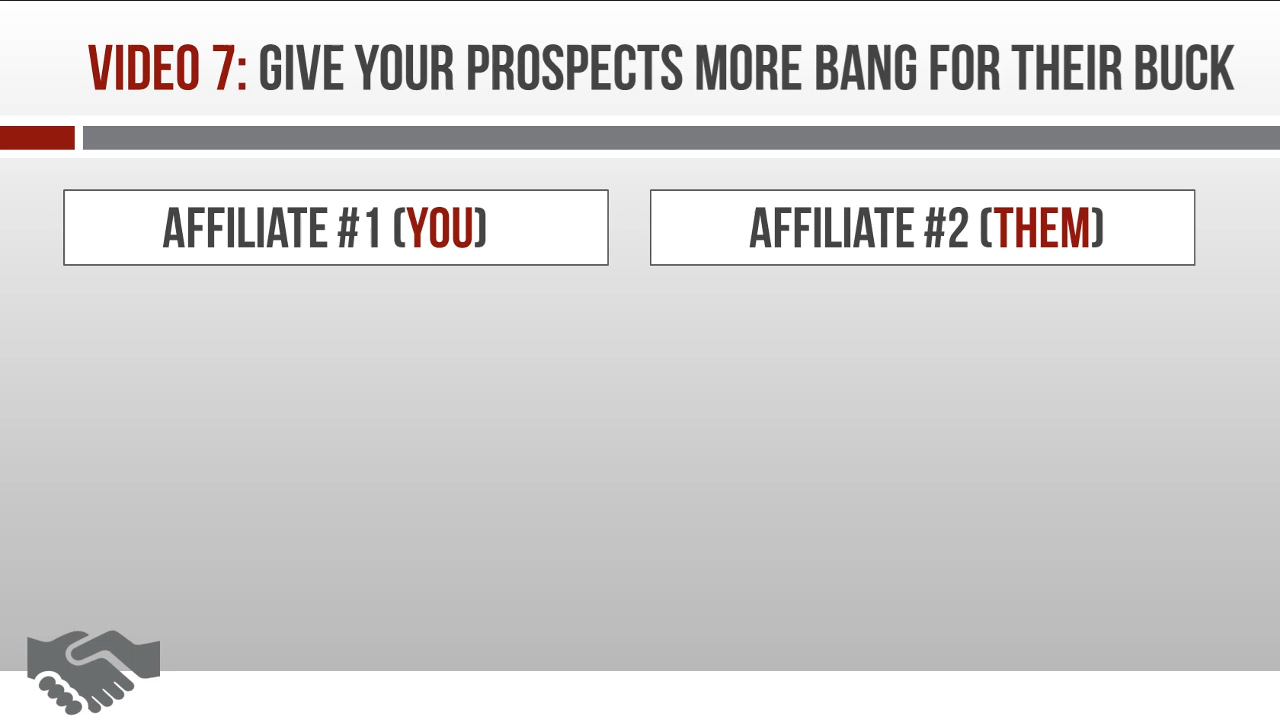 VIDEO 7: GIVE YOUR PROSPECTS MORE BANG FOR THEIR BUCK
AFFILIATE #1 (YOU)
AFFILIATE #2 (THEM)